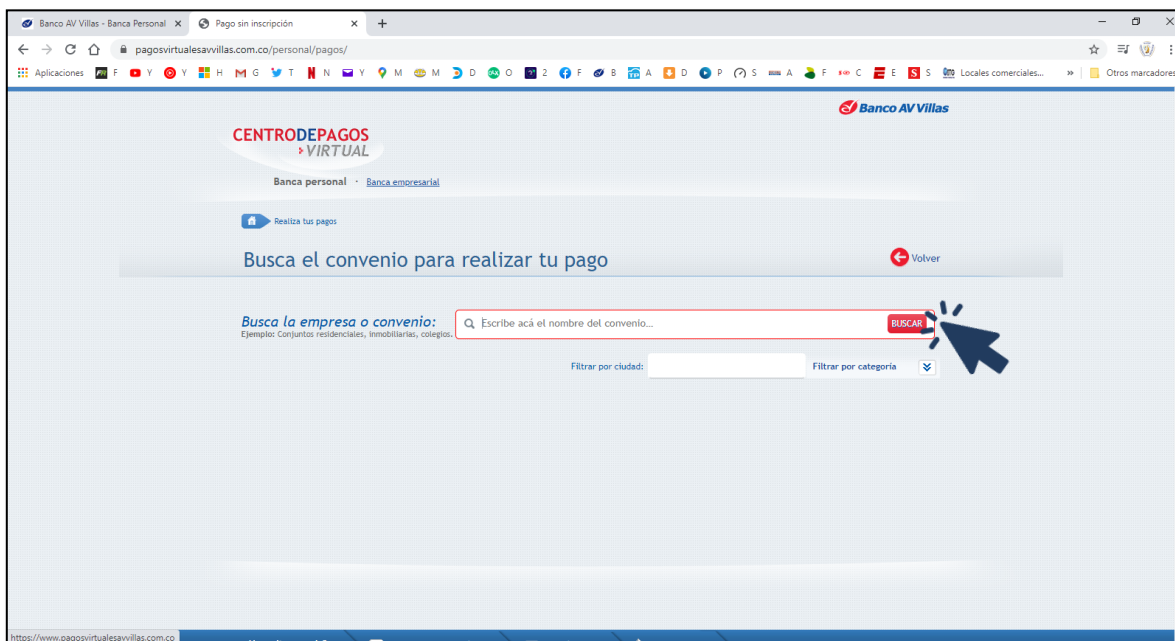 Banco AV Villas - Banca Personal
Pago sin inscripción
pagosvirtualesavvillas.com.co/personal/pagos/
Aplicaciones F Y Y H M G T N N Y M M D O 2 F B A D P S A F C E S Locales comerciales... » Otros marcadores
Banco AV Villas
CENTRODEPAGOS
VIRTUAL
Banca personal · Banca empresarial
Realiza tus pagos
Busca el convenio para realizar tu pago
Volver
Busca la empresa o convenio:
Ejemplo: Conjuntos residenciales, inmobiliarias, colegios.
Escribe acá el nombre del convenio...
BUSCAR
Filtrar por ciudad:
Filtrar por categoría
https://www.pagosvirtualesavvillas.com.co